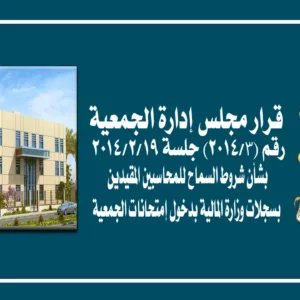 قرار مجلس إدارة الجمعية
رقم (٢٠١٤/٣) جلسة ٢٠١٤/٢/١٩
بشأن شروط السماح للمحاسبين المقيدين
بسجلات وزارة المالية بدخول إمتحانات الجمعية